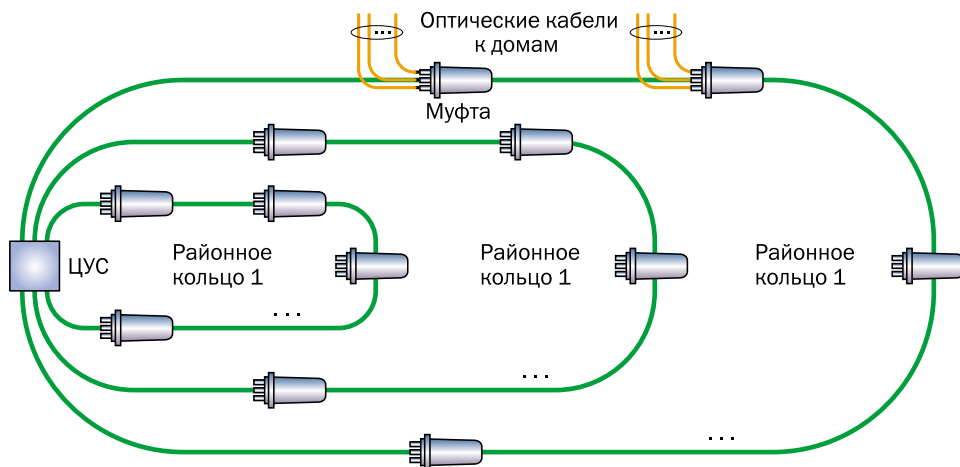 Оптические кабели
к домам
...
...
Муфта
ЦУС
Районное
кольцо 1
Районное
кольцо 1
Районное
кольцо 1
...
...
...